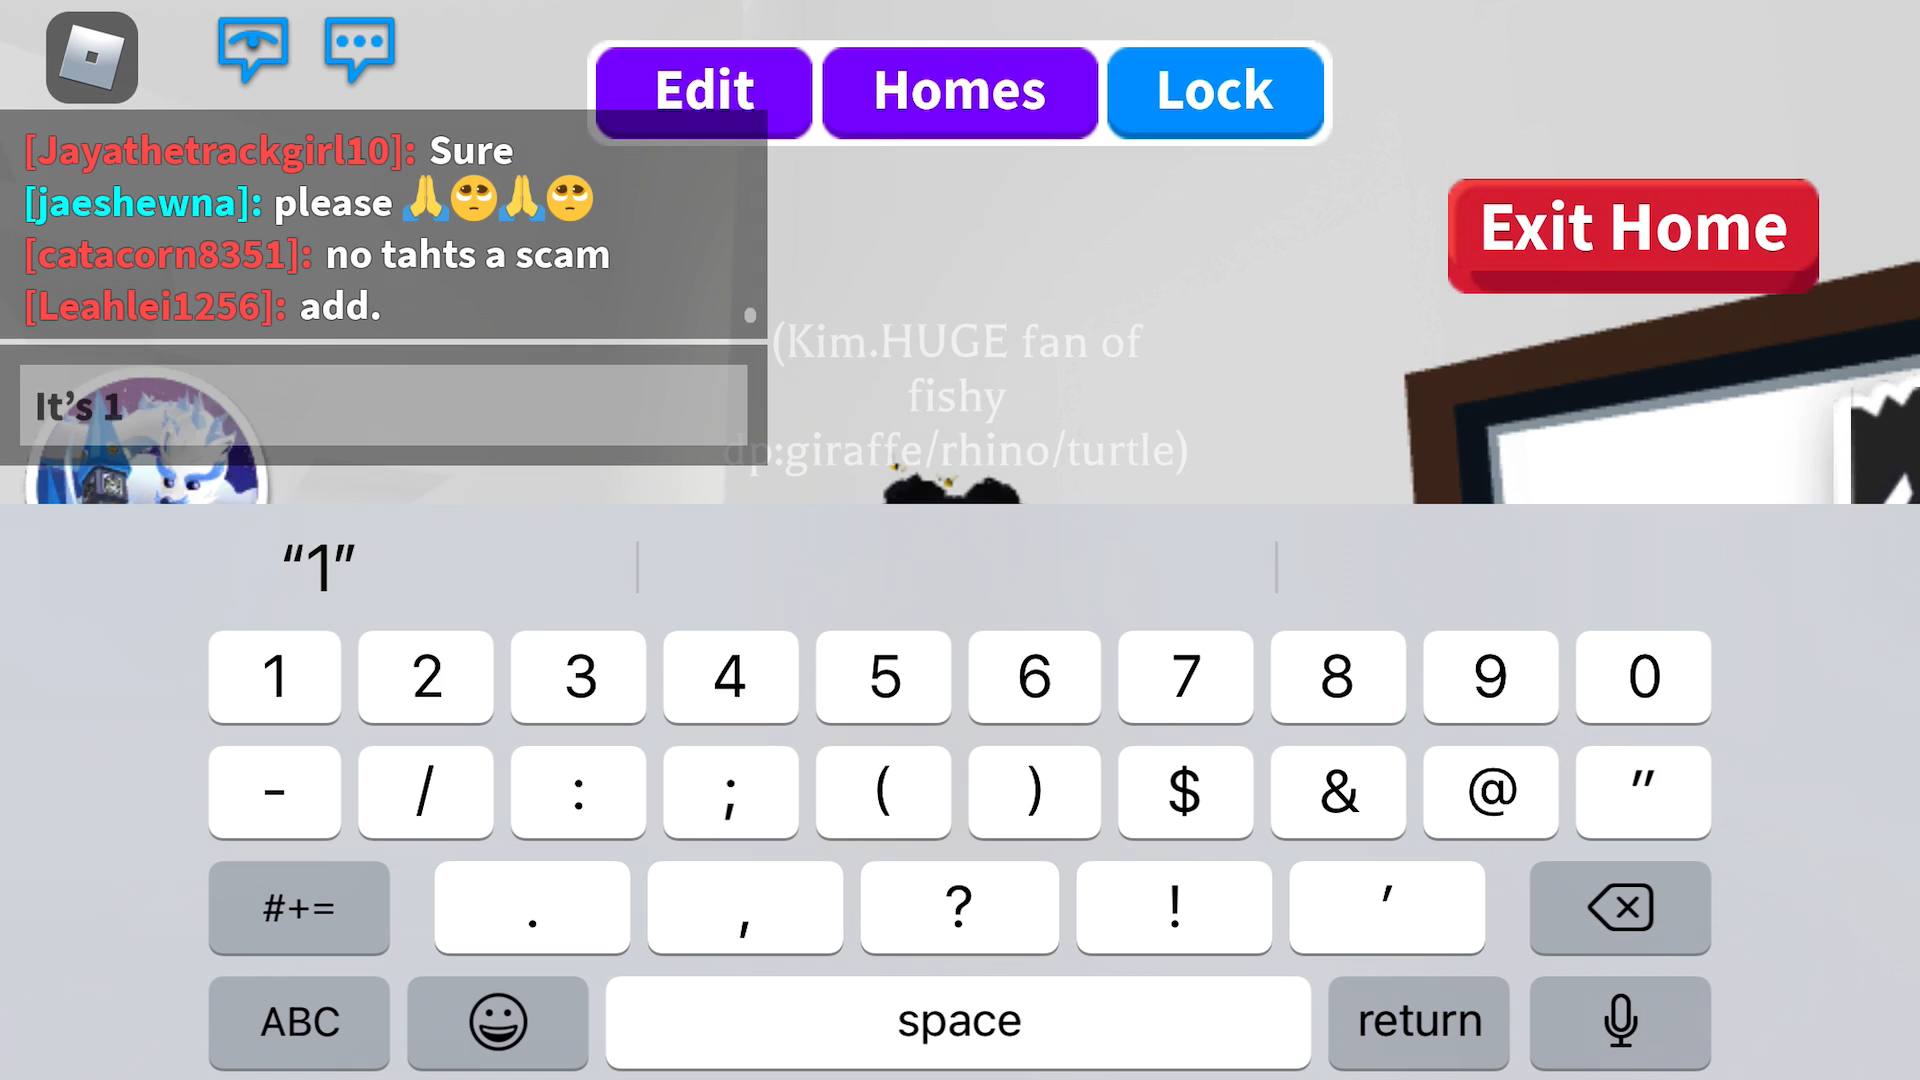 Edit Homes Lock
[Jayathetrackgirl10]: Sure
[jaeshewna]: please 🙏🥺🙏🥺
[catacorn8351]: no tahts a scam
[Leahlei1256]: add.
Exit Home
(Kim.HUGE fan of
fishy
dp:giraffe/rhino/turtle)
It’s 1
“1”
1 2 3 4 5 6 7 8 9 0
- / : ; ( ) $ & @ "
#+= . , ? ! '
ABC space return